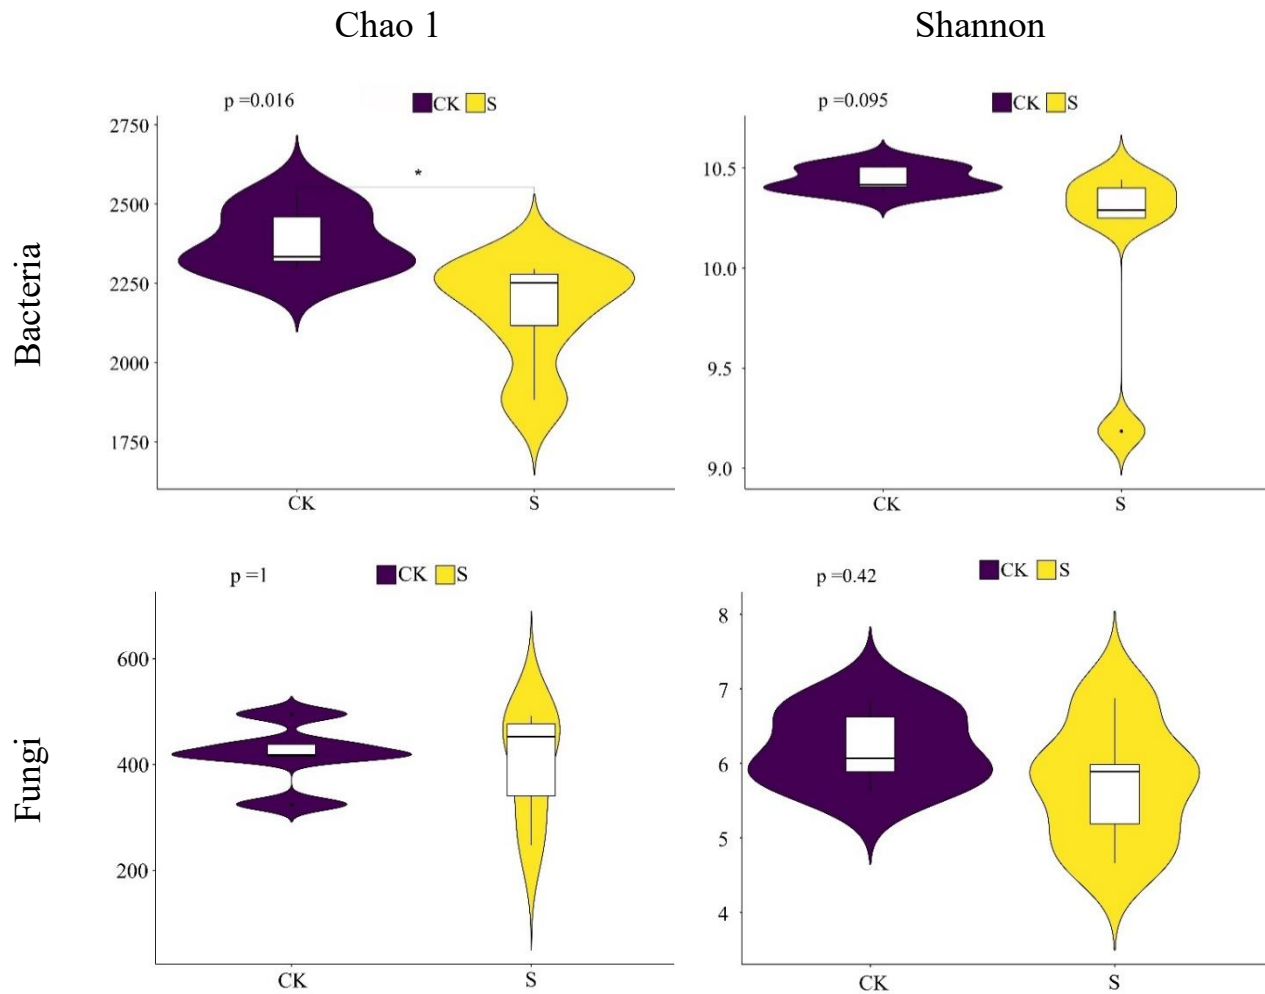 Chao 1
Shannon
Bacteria
p =0.016
CK S
2750
2500
2250
2000
1750
*
CK
S
p =0.095
CK S
10.5
10.0
9.5
9.0
CK
S
Fungi
p =1
CK S
600
400
200
CK
S
p =0.42
CK S
8
7
6
5
4
CK
S